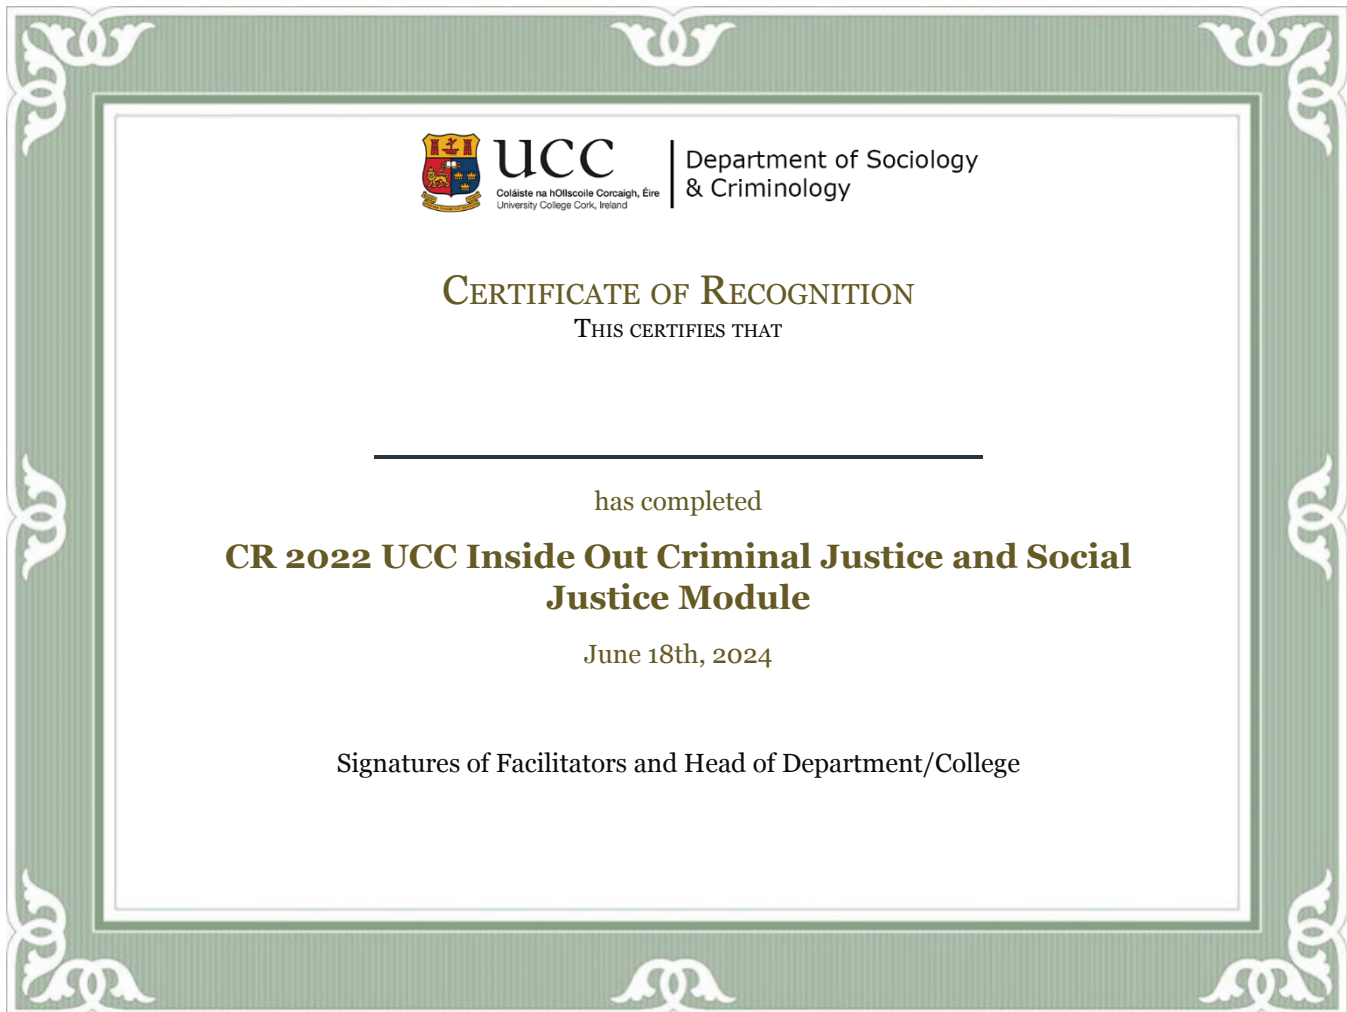 UCC
Coláiste na hOllscoile Corcaigh, Éire
University College Cork, Ireland
Department of Sociology
& Criminology
Certificate of Recognition
This certifies that
has completed
CR 2022 UCC Inside Out Criminal Justice and Social
Justice Module
June 18th, 2024
Signatures of Facilitators and Head of Department/College